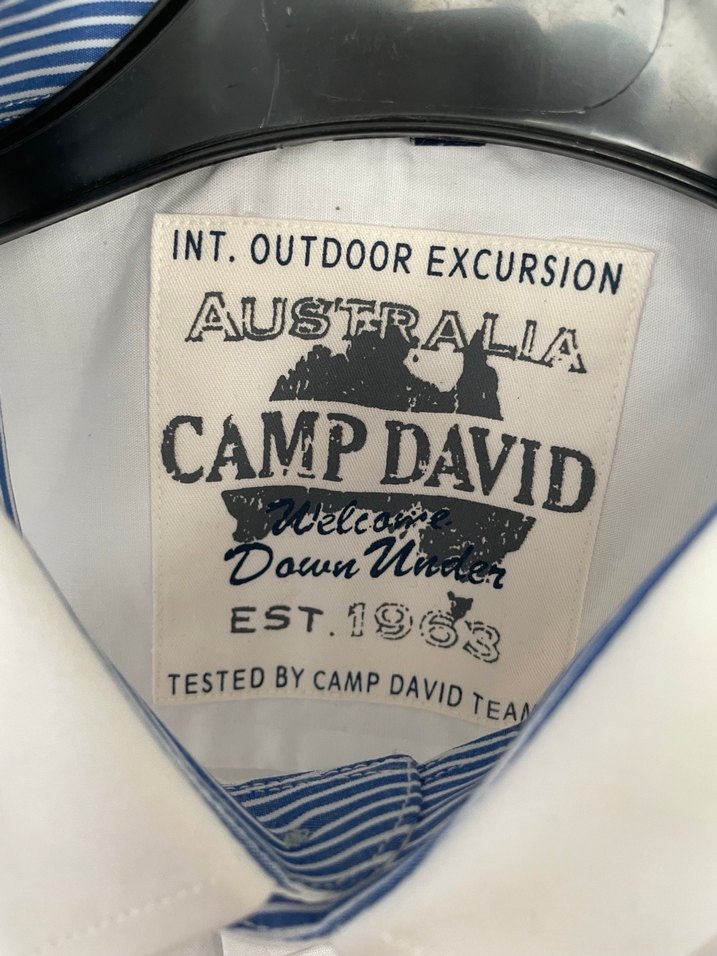 INT. OUTDOOR EXCURSION
AUSTRALIA
CAMP DAVID
Welcome
Down Under
EST. 1963
TESTED BY CAMP DAVID TEAM